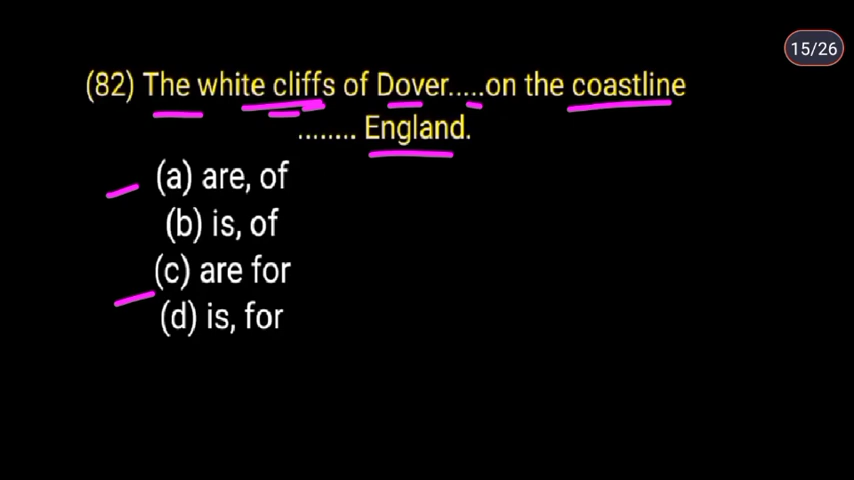 15/26
(82) The white cliffs of Dover.....on the coastline
........ England.
(a) are, of
(b) is, of
(c) are for
(d) is, for